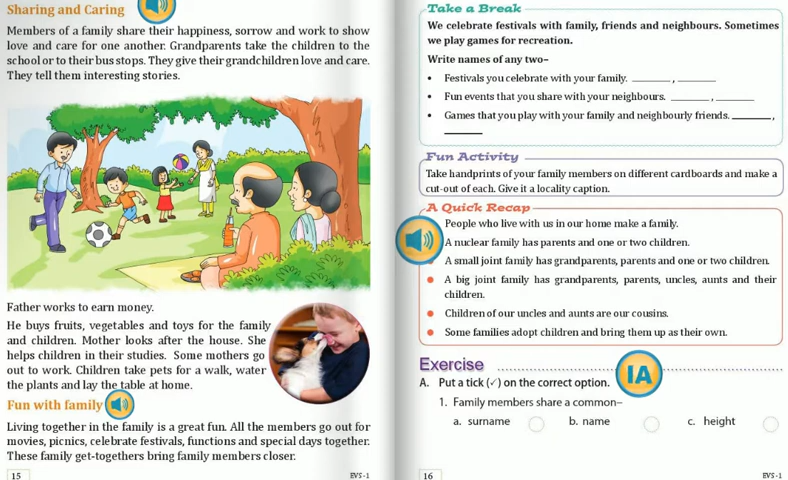 Sharing and Caring
Members of a family share their happiness, sorrow and work to show
love and care for one another. Grandparents take the children to the
school or to their bus stops. They give their grandchildren love and care.
They tell them interesting stories.
Father works to earn money.
He buys fruits, vegetables and toys for the family
and children. Mother looks after the house. She
helps children in their studies. Some mothers go
out to work. Children take pets for a walk, water
the plants and lay the table at home.
Fun with family
Living together in the family is a great fun. All the members go out for
movies, picnics, celebrate festivals, functions and special days together.
These family get-togethers bring family members closer.
15
EVS-1
Take a Break
We celebrate festivals with family, friends and neighbours. Sometimes
we play games for recreation.
Write names of any two–
• Festivals you celebrate with your family. ________ , ________
• Fun events that you share with your neighbours. ________ , ________
• Games that you play with your family and neighbourly friends. ________ ,
________
Fun Activity
Take handprints of your family members on different cardboards and make a
cut-out of each. Give it a locality caption.
A Quick Recap
People who live with us in our home make a family.
A nuclear family has parents and one or two children.
A small joint family has grandparents, parents and one or two children.
• A big joint family has grandparents, parents, uncles, aunts and their
children.
• Children of our uncles and aunts are our cousins.
• Some families adopt children and bring them up as their own.
Exercise
IA
A. Put a tick (✓) on the correct option.
1. Family members share a common–
a. surname b. name c. height
16
EVS-1